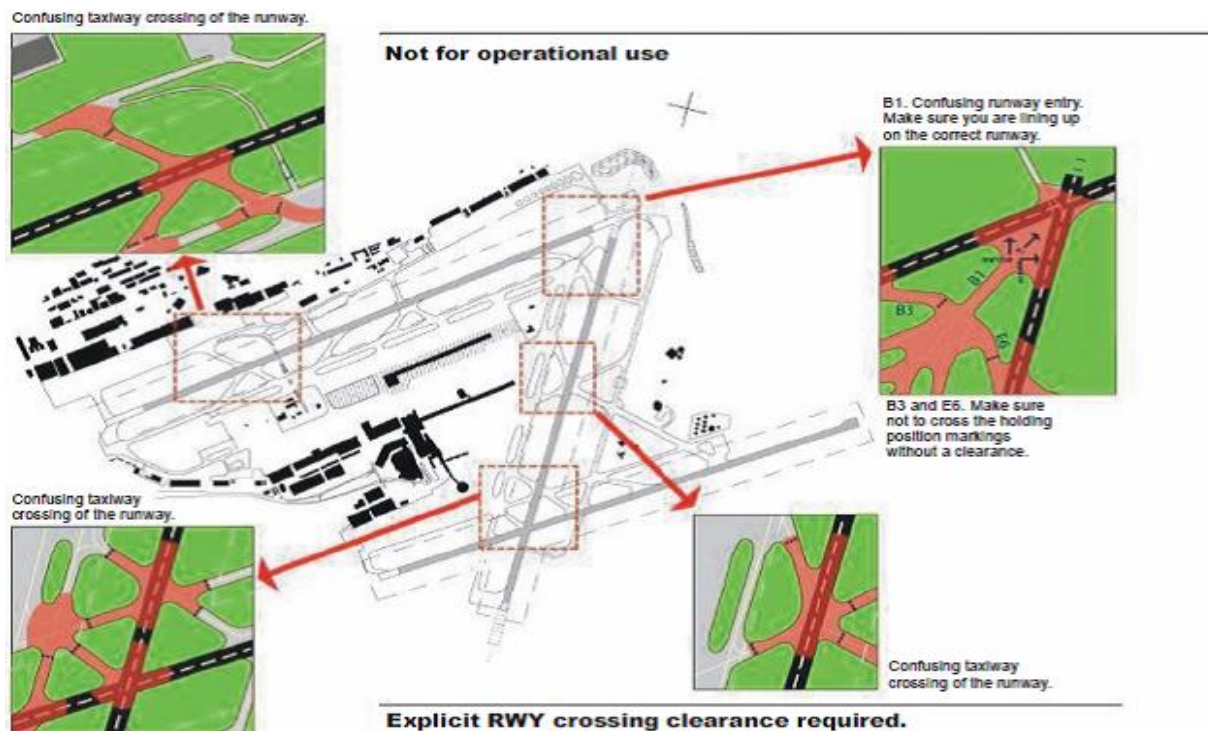 Confusing taxiway crossing of the runway.
Not for operational use
B1. Confusing runway entry.
Make sure you are lining up
on the correct runway.
B1
B3
E6
B3 and E6. Make sure
not to cross the holding
position markings
without a clearance.
Confusing taxiway
crossing of the runway.
Confusing taxiway
crossing of the runway.
Explicit RWY crossing clearance required.